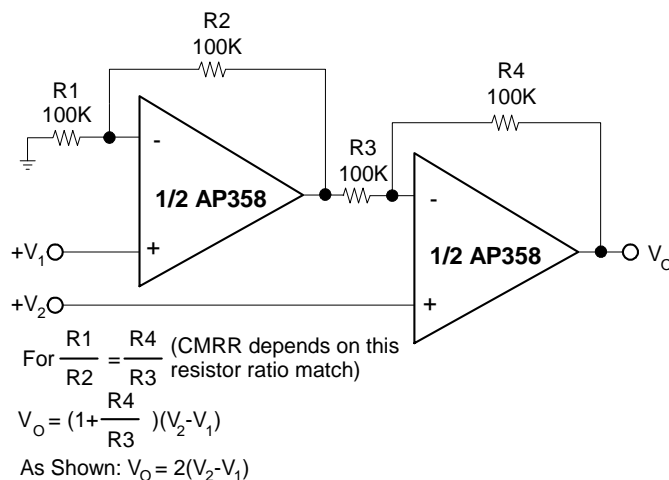 R2
100K
R1
100K
R4
100K
R3
100K
-
1/2 AP358
+
-
1/2 AP358
+
+V1
+V2
VO
For R1/R2 = R4/R3 (CMRR depends on this
resistor ratio match)
VO = (1+ R4/R3 )(V2-V1)
As Shown: VO = 2(V2-V1)